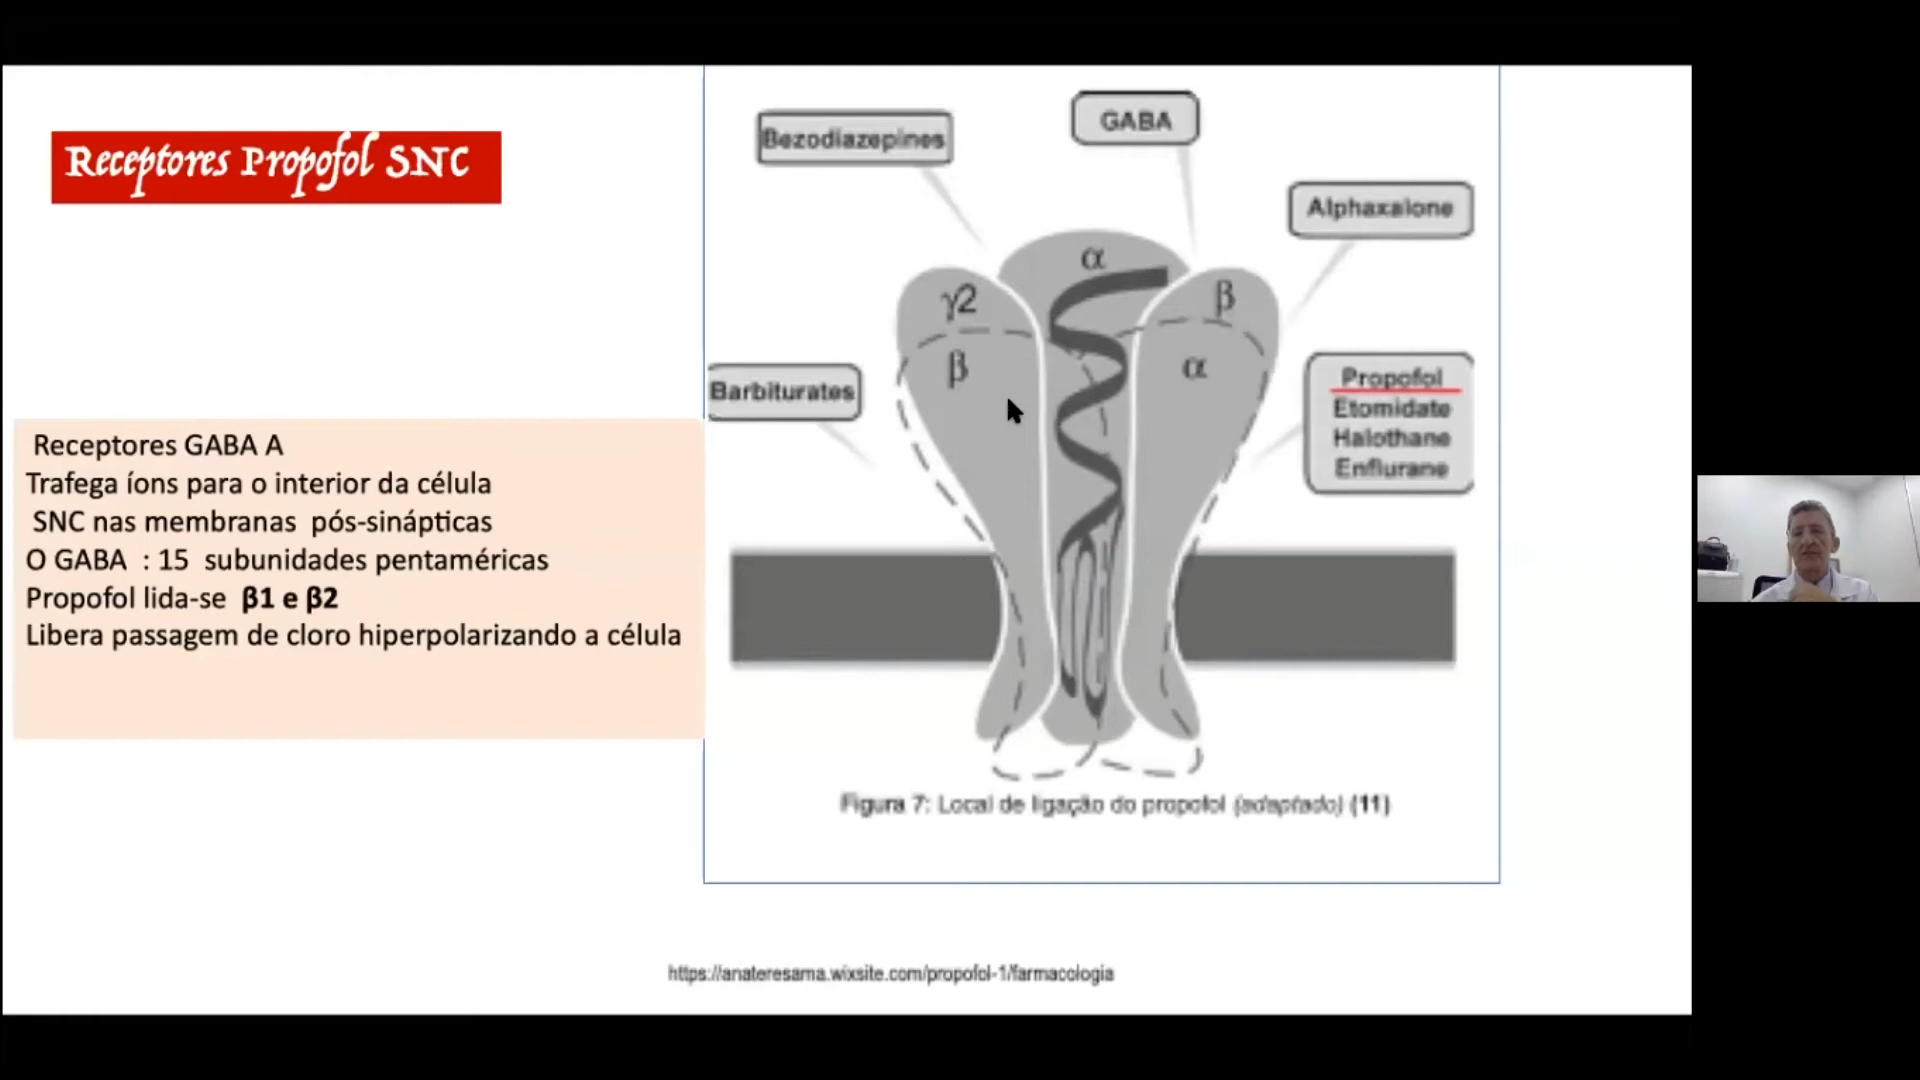 Receptores Propofol SNC
Receptores GABA A
Trafega íons para o interior da célula
SNC nas membranas pós-sinápticas
O GABA : 15 subunidades pentaméricas
Propofol lida-se β1 e β2
Libera passagem de cloro hiperpolarizando a célula
Bezodiazepines
GABA
Alphaxalone
α
γ2
β
β
α
Barbiturates
Propofol
Etomidate
Halothane
Enflurane
Figura 7: Local de ligação do propofol (adaptado) (11)
https://anateresama.wixsite.com/propofol-1/farmacologia